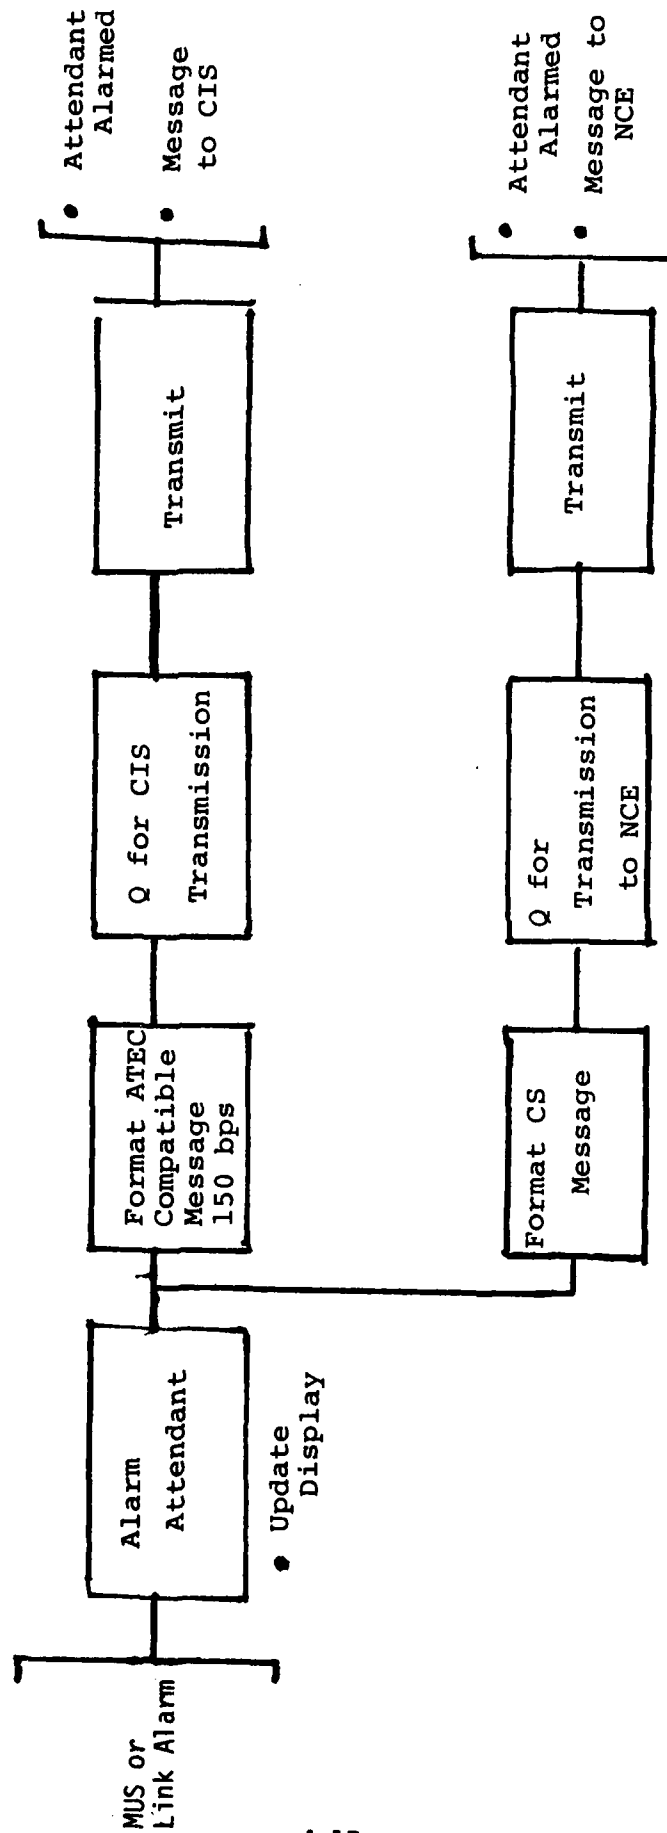 MUS or
Link Alarm
Alarm
Attendant
• Update
Display
Format ATEC
Compatible
Message
150 bps
Q for CIS
Transmission
Transmit
• Attendant
Alarmed
• Message
to CIS
Format CS
Message
Q for
Transmission
to NCE
Transmit
• Attendant
Alarmed
• Message to
NCE